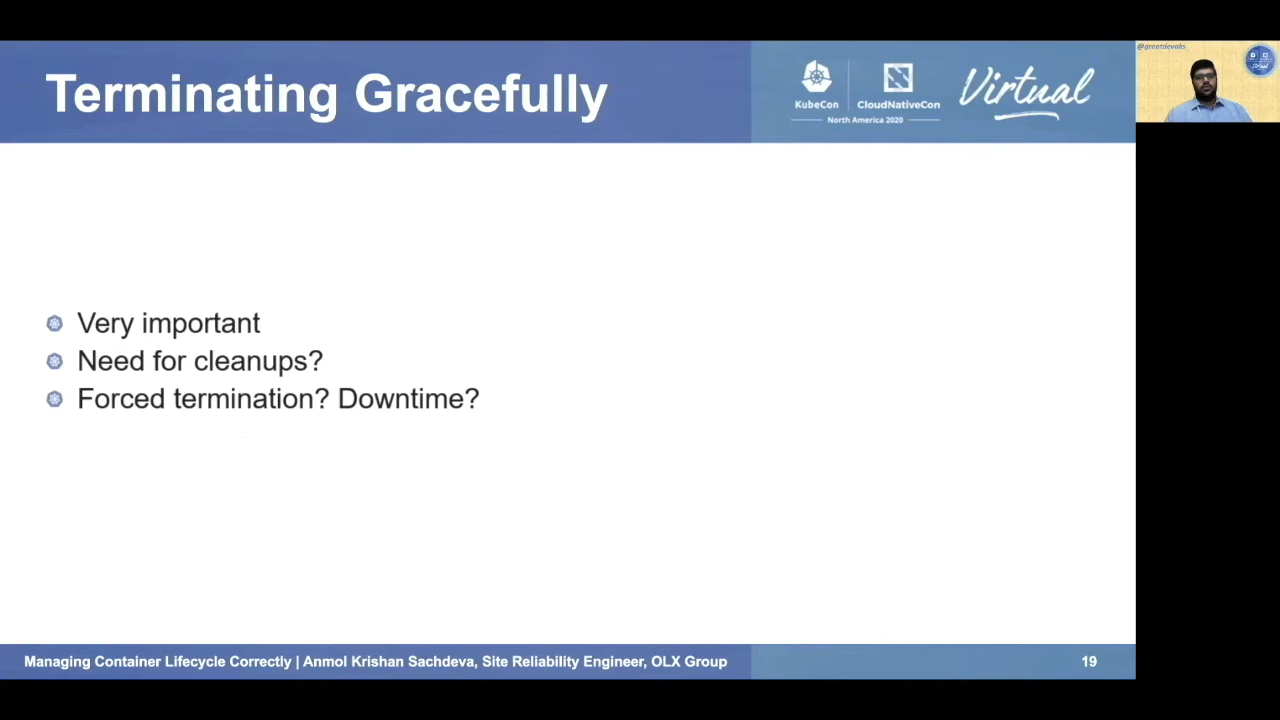 Terminating Gracefully
KubeCon
CloudNativeCon
North America 2020
Virtual
@greatdevaks
Very important
Need for cleanups?
Forced termination? Downtime?
Managing Container Lifecycle Correctly | Anmol Krishan Sachdeva, Site Reliability Engineer, OLX Group
19